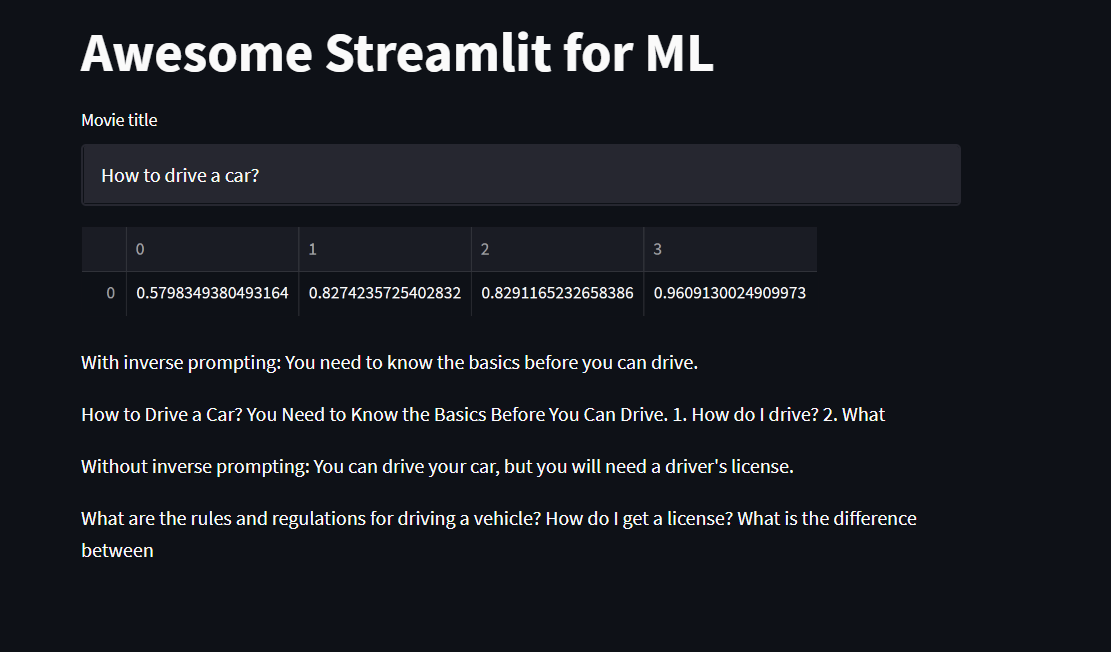 Awesome Streamlit for ML
Movie title
How to drive a car?
0 1 2 3
0 0.5798349380493164 0.8274235725402832 0.8291165232658386 0.9609130024909973
With inverse prompting: You need to know the basics before you can drive.
How to Drive a Car? You Need to Know the Basics Before You Can Drive. 1. How do I drive? 2. What
Without inverse prompting: You can drive your car, but you will need a driver's license.
What are the rules and regulations for driving a vehicle? How do I get a license? What is the difference
between